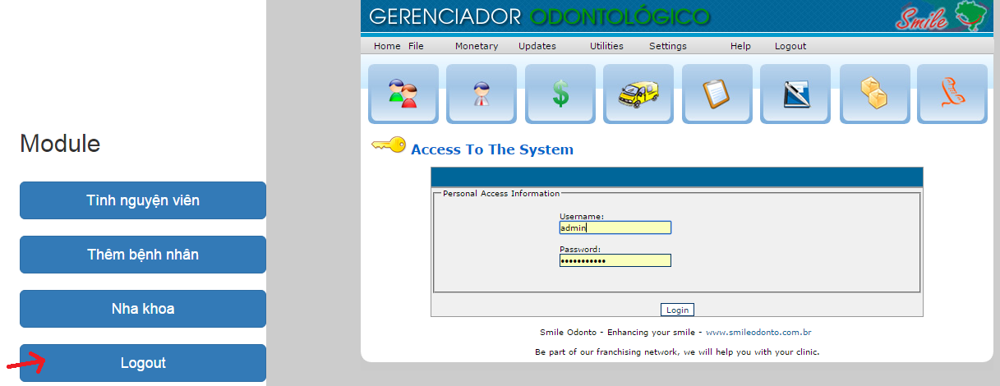 Module
Tình nguyện viên
Thêm bệnh nhân
Nha khoa
Logout
GERENCIADOR ODONTOLÓGICO
Smile
Home File Monetary Updates Utilities Settings Help Logout
Access To The System
Personal Access Information
Username:
admin
Password:
•••••••••••
Login
Smile Odonto - Enhancing your smile - www.smileodonto.com.br
Be part of our franchising network, we will help you with your clinic.